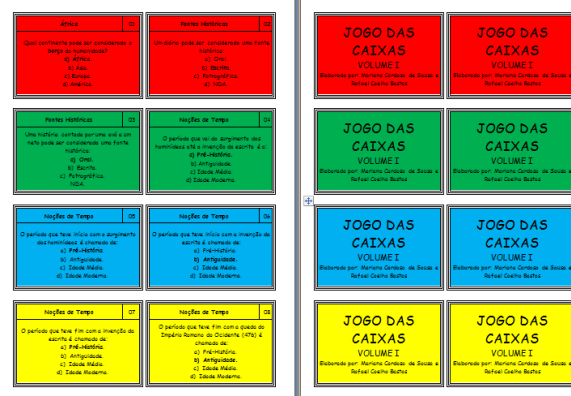 África 01
Qual continente pode ser considerado o
berço da humanidade?
a) África.
b) Ásia.
c) Europa.
d) América.
Fontes Históricas 02
Um diário pode ser considerado uma fonte
histórica:
a) Oral.
b) Escrita.
c) Fotográfica.
d) NDA.
Fontes Históricas 03
Uma história contada por uma avó a um
neto pode ser considerada uma fonte
histórica:
a) Oral.
b) Escrita.
c) Fotográfica.
NDA.
Noções de Tempo 04
O período que vai do surgimento dos
hominídeos até a invenção da escrita é a:
a) Pré-História.
b) Antiguidade.
c) Idade Média.
d) Idade Moderna.
Noções de Tempo 05
O período que teve início com o surgimento
dos hominídeos é chamado de:
a) Pré-História.
b) Antiguidade.
c) Idade Média.
d) Idade Moderna.
Noções de Tempo 06
O período que teve início com a invenção da
escrita é chamado de:
a) Pré-História.
b) Antiguidade.
c) Idade Média.
d) Idade Moderna.
Noções de Tempo 07
O período que teve fim com a invenção da
escrita é chamado de:
a) Pré-História.
b) Antiguidade.
c) Idade Média.
d) Idade Moderna.
Noções de Tempo 08
O período que teve fim com a queda do
Império Romano do Ocidente (476) é
chamado de:
a) Pré-História.
b) Antiguidade.
c) Idade Média.
d) Idade Moderna.
JOGO DAS
CAIXAS
VOLUME I
Elaborado por: Mariana Cardoso de Souza e
Rafael Coelho Bastos
JOGO DAS
CAIXAS
VOLUME I
Elaborado por: Mariana Cardoso de Souza e
Rafael Coelho Bastos
JOGO DAS
CAIXAS
VOLUME I
Elaborado por: Mariana Cardoso de Souza e
Rafael Coelho Bastos
JOGO DAS
CAIXAS
VOLUME I
Elaborado por: Mariana Cardoso de Souza e
Rafael Coelho Bastos
JOGO DAS
CAIXAS
VOLUME I
Elaborado por: Mariana Cardoso de Souza e
Rafael Coelho Bastos
JOGO DAS
CAIXAS
VOLUME I
Elaborado por: Mariana Cardoso de Souza e
Rafael Coelho Bastos
JOGO DAS
CAIXAS
VOLUME I
Elaborado por: Mariana Cardoso de Souza e
Rafael Coelho Bastos
JOGO DAS
CAIXAS
VOLUME I
Elaborado por: Mariana Cardoso de Souza e
Rafael Coelho Bastos